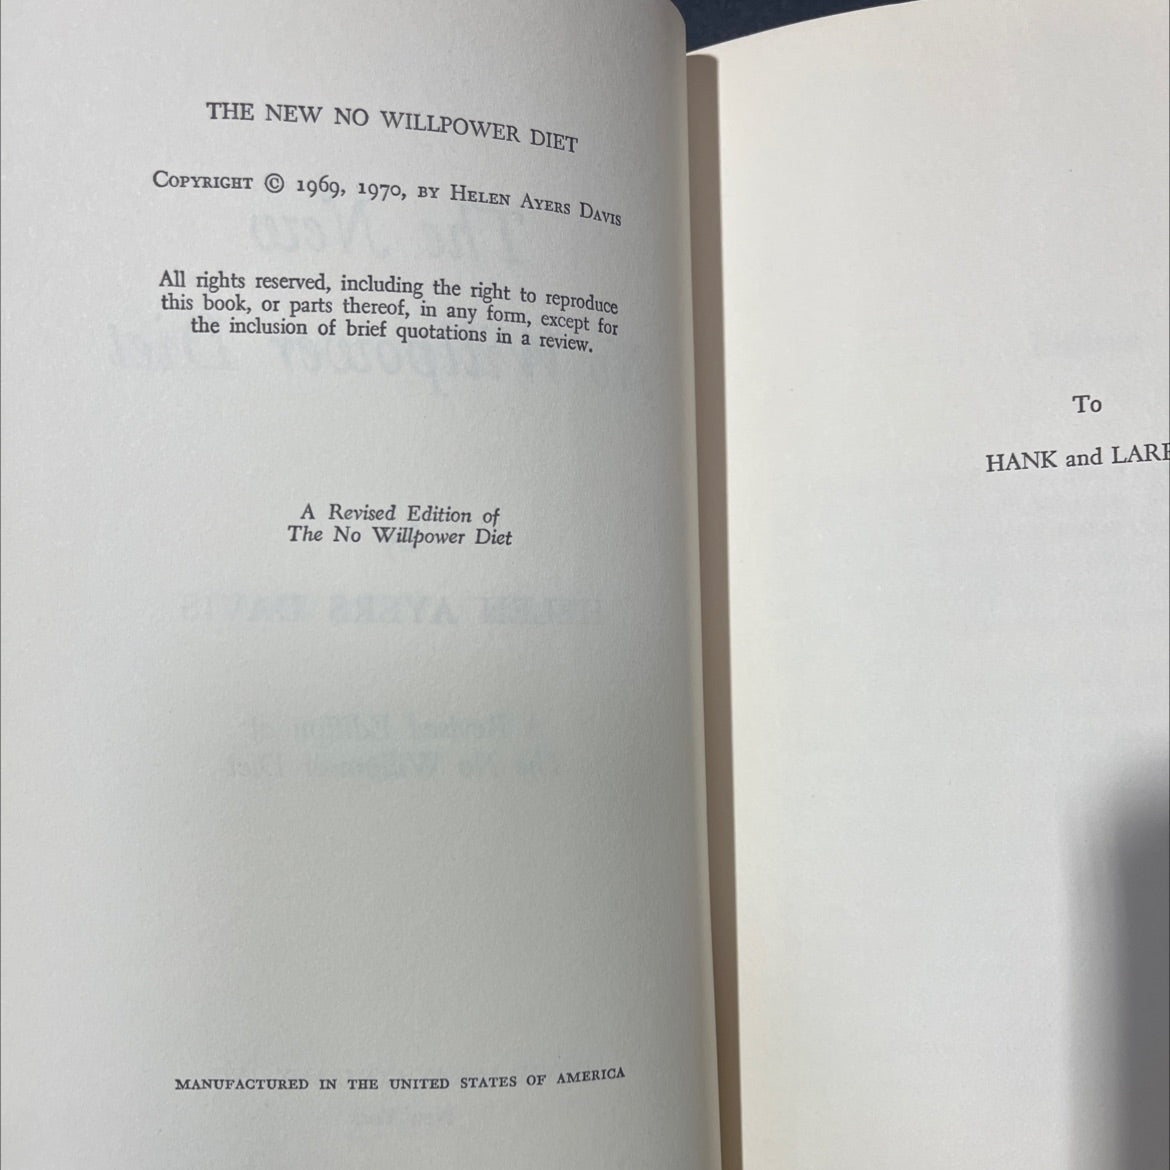 THE NEW NO WILLPOWER DIET
COPYRIGHT © 1969, 1970, BY HELEN AYERS DAVIS
All rights reserved, including the right to reproduce
this book, or parts thereof, in any form, except for
the inclusion of brief quotations in a review.
A Revised Edition of
The No Willpower Diet
MANUFACTURED IN THE UNITED STATES OF AMERICA
To
HANK and